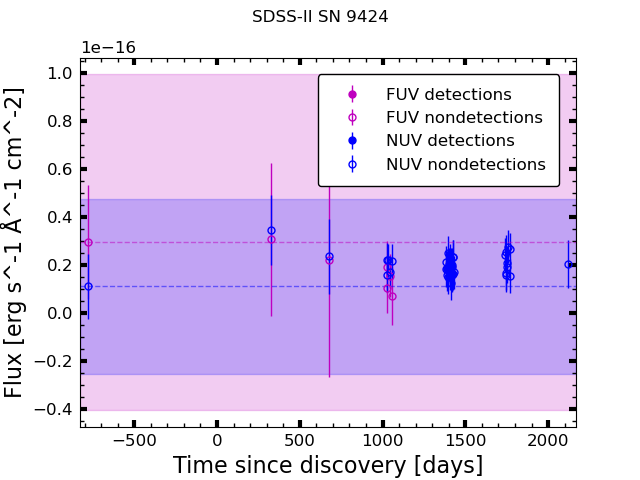 SDSS-II SN 9424
1e−16
1.0
0.8
0.6
0.4
0.2
0.0
−0.2
−0.4
Flux [erg s^-1 Å^-1 cm^-2]
FUV detections
FUV nondetections
NUV detections
NUV nondetections
−500 0 500 1000 1500 2000
Time since discovery [days]